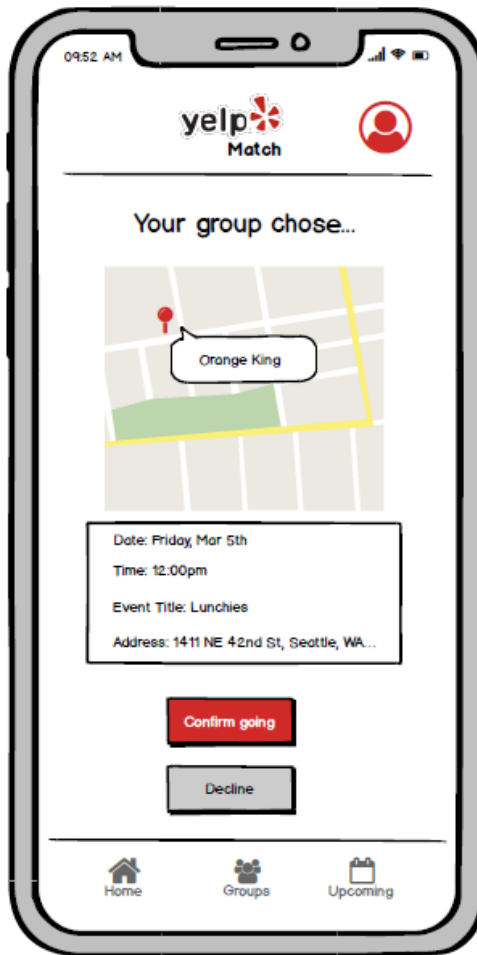 09:52 AM
yelp
Match
Your group chose...
Orange King
Date: Friday, Mar 5th
Time: 12:00pm
Event Title: Lunchies
Address: 1411 NE 42nd St, Seattle, WA...
Confirm going
Decline
Home
Groups
Upcoming